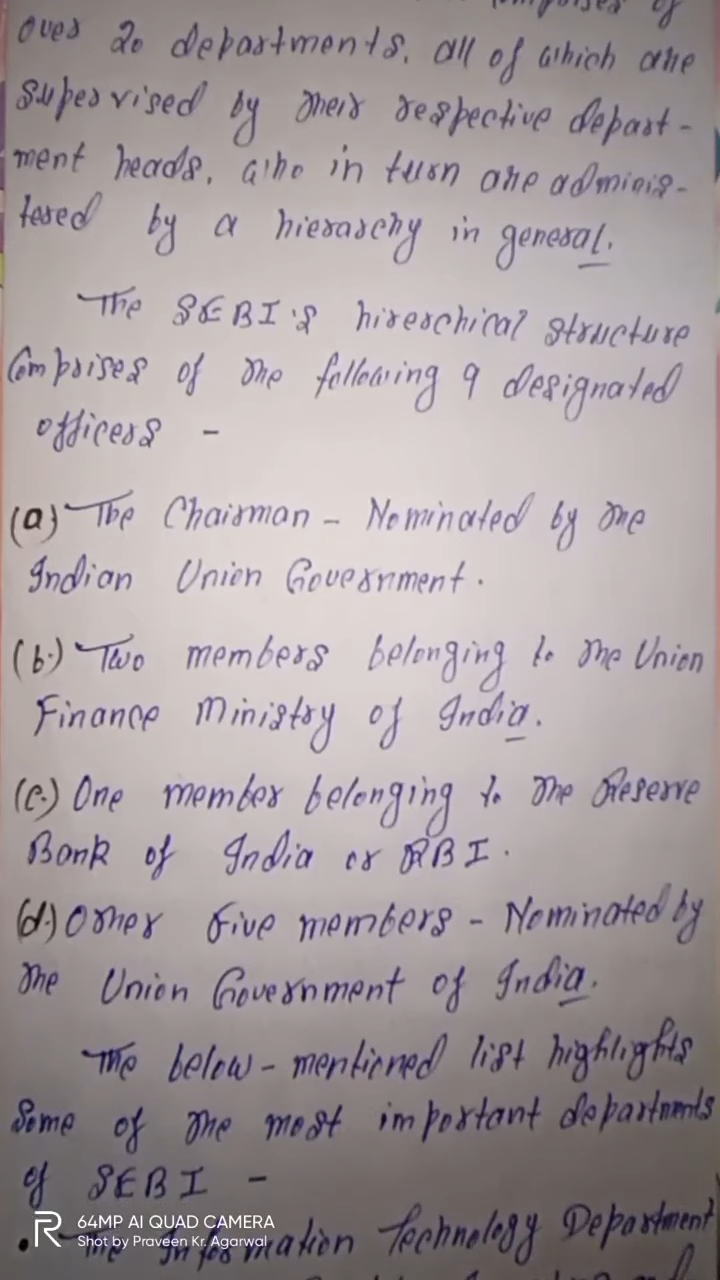 of
over 20 departments, all of which are
supervised by their respective depart-
ment heads, who in turn are adminis-
tered by a hierarchy in general.
The SEBI's hirerchical structure
Comprises of the following 9 designated
officers -
(a) The Chairman - Nominated by the
Indian Union Government.
(b.) Two members belonging to the Union
Finance Ministry of India.
(c.) One member belonging to the Reserve
Bank of India or RBI.
(d.) Other five members - Nominated by
the Union Government of India.
The below-mentioned list highlights
Some of the most important departments
of SEBI -
• The Information Technology Department
64MP AI QUAD CAMERA
Shot by Praveen Kr. Agarwal